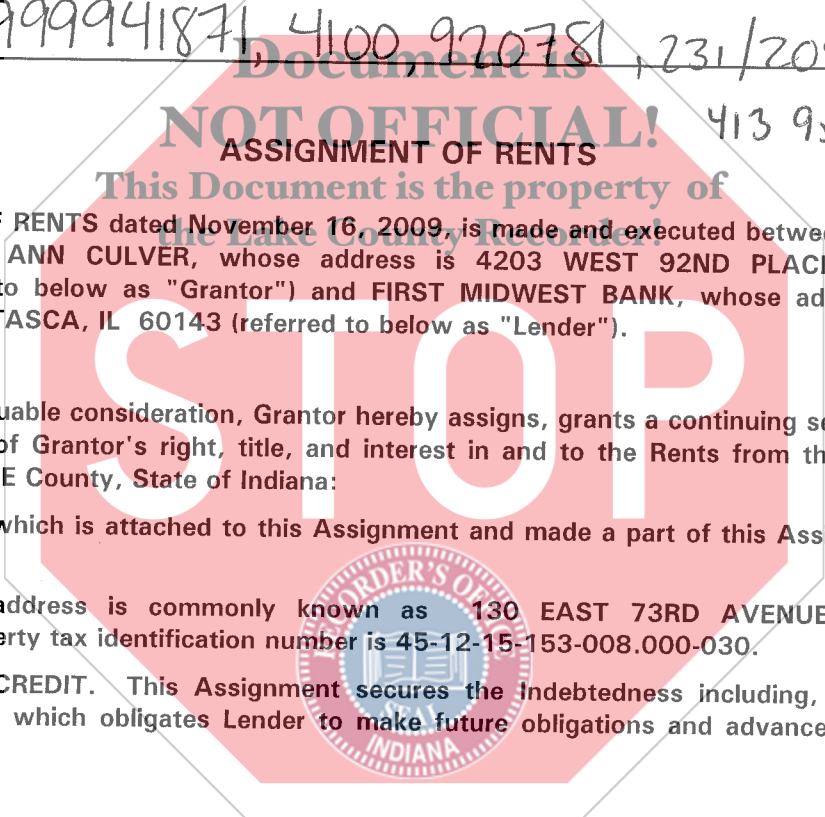 999941871, 4100, 920781, 231/20
413 9
Document is
NOT OFFICIAL!
ASSIGNMENT OF RENTS
This Document is the property of
the Lake County Recorder!
RENTS dated November 16, 2009, is made and executed betwe
ANN CULVER, whose address is 4203 WEST 92ND PLAC
to below as "Grantor") and FIRST MIDWEST BANK, whose ad
TASCA, IL 60143 (referred to below as "Lender").
STOP
uable consideration, Grantor hereby assigns, grants a continuing s
of Grantor's right, title, and interest in and to the Rents from th
E County, State of Indiana:
which is attached to this Assignment and made a part of this Ass
address is commonly known as 130 EAST 73RD AVENUE
erty tax identification number is 45-12-15-153-008.000-030.
CREDIT. This Assignment secures the Indebtedness including,
which obligates Lender to make future obligations and advance
RECORDER'S OF
SEAL
INDIANA